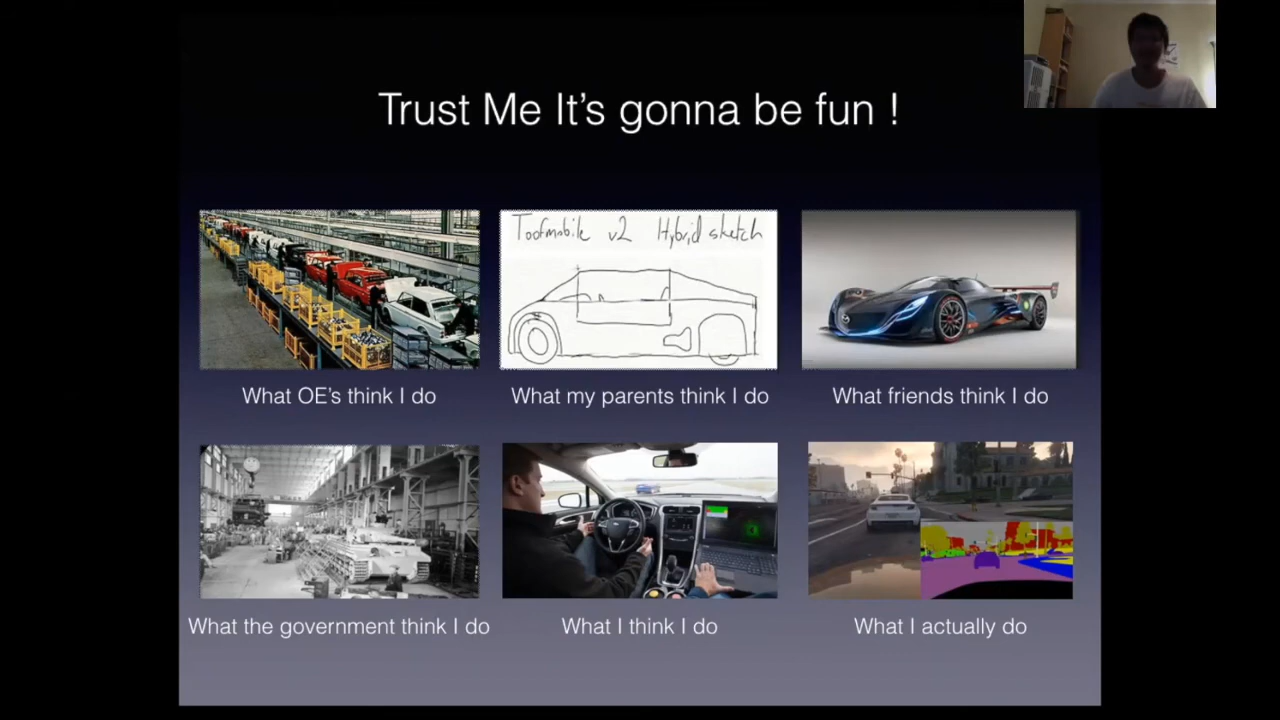 Trust Me It's gonna be fun !
Toofmobile v2 Hybrid sketch
What OE's think I do
What my parents think I do
What friends think I do
What the government think I do
What I think I do
What I actually do